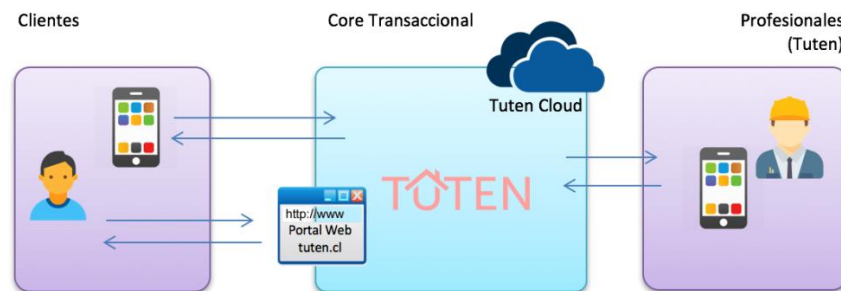 Clientes
Core Transaccional
Profesionales
(Tuten)
Tuten Cloud
TUTEN
http://www
Portal Web
tuten.cl